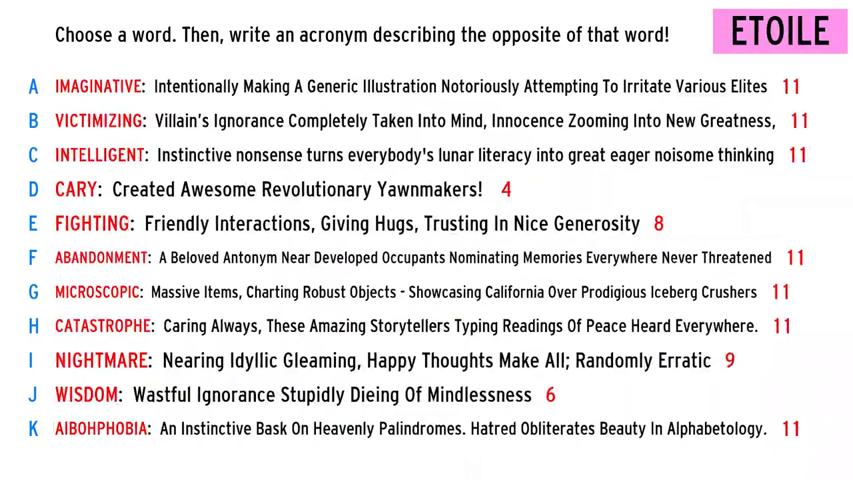 Choose a word. Then, write an acronym describing the opposite of that word!
ETOILE
A IMAGINATIVE: Intentionally Making A Generic Illustration Notoriously Attempting To Irritate Various Elites 11
B VICTIMIZING: Villain's Ignorance Completely Taken Into Mind, Innocence Zooming Into New Greatness, 11
C INTELLIGENT: Instinctive nonsense turns everybody's lunar literacy into great eager noisome thinking 11
D CARY: Created Awesome Revolutionary Yawnmakers! 4
E FIGHTING: Friendly Interactions, Giving Hugs, Trusting In Nice Generosity 8
F ABANDONMENT: A Beloved Antonym Near Developed Occupants Nominating Memories Everywhere Never Threatened 11
G MICROSCOPIC: Massive Items, Charting Robust Objects - Showcasing California Over Prodigious Iceberg Crushers 11
H CATASTROPHE: Caring Always, These Amazing Storytellers Typing Readings Of Peace Heard Everywhere. 11
I NIGHTMARE: Nearing Idyllic Gleaming, Happy Thoughts Make All; Randomly Erratic 9
J WISDOM: Wastful Ignorance Stupidly Dieing Of Mindlessness 6
K AIBOHPHOBIA: An Instinctive Bask On Heavenly Palindromes. Hatred Obliterates Beauty In Alphabetology. 11